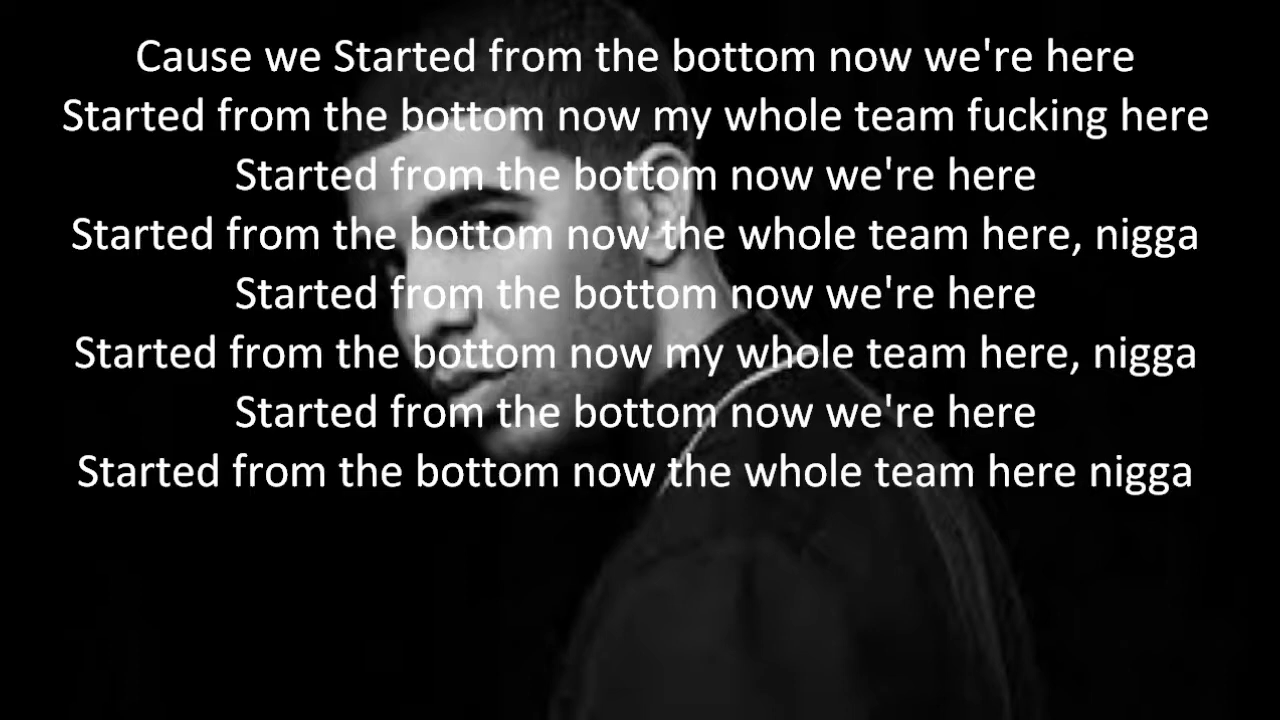 Cause we Started from the bottom now we're here
Started from the bottom now my whole team fucking here
Started from the bottom now we're here
Started from the bottom now the whole team here, nigga
Started from the bottom now we're here
Started from the bottom now my whole team here, nigga
Started from the bottom now we're here
Started from the bottom now the whole team here nigga